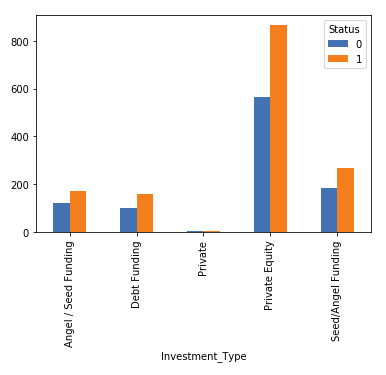 Status
0
1
800
600
400
200
0
Angel / Seed Funding
Debt Funding
Private
Private Equity
Seed/Angel Funding
Investment_Type